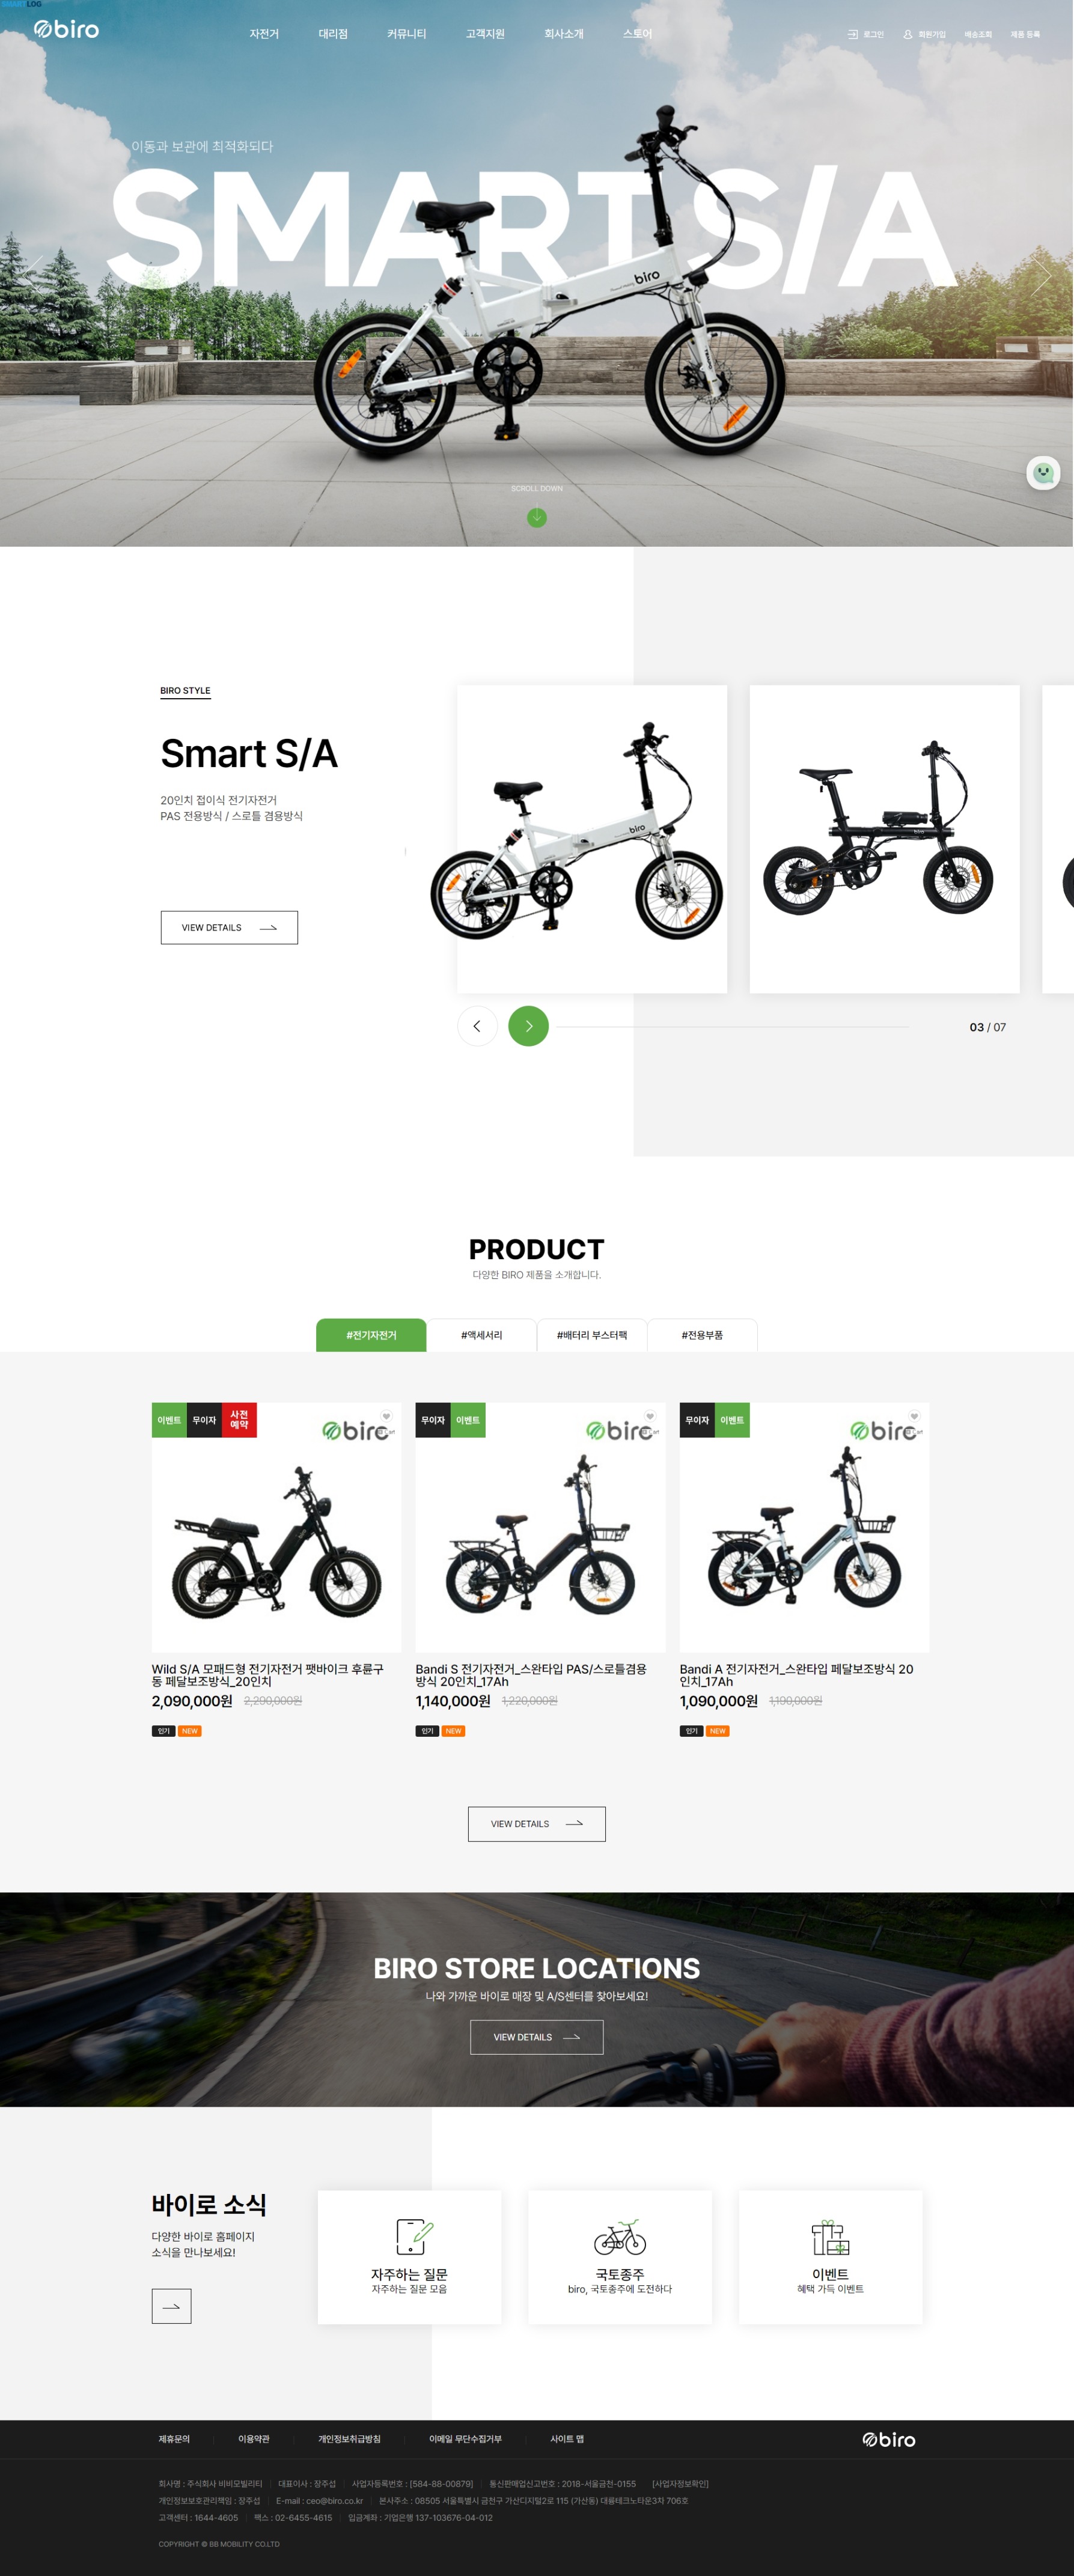 SMARTLOG
biro
자전거
대리점
커뮤니티
고객지원
회사소개
스토어
로그인
회원가입
배송조회
제품 등록
이동과 보관에 최적화되다
SMART S/A
biro
SCROLL DOWN
BIRO STYLE
Smart S/A
20인치 접이식 전기자전거
PAS 전용방식 / 스로틀 겸용방식
VIEW DETAILS
biro
biro
03 / 07
PRODUCT
다양한 BIRO 제품을 소개합니다.
#전기자전거
#액세서리
#배터리 부스터팩
#전용부품
이벤트
무이자
사전
예약
biro
무이자
이벤트
biro
무이자
이벤트
biro
Wild S/A 모패드형 전기자전거 팻바이크 후륜구
동 페달보조방식_20인치
2,090,000원 2,290,000원
인기 NEW
Bandi S 전기자전거_스완타입 PAS/스로틀겸용
방식 20인치_17Ah
1,140,000원 1,220,000원
인기 NEW
Bandi A 전기자전거_스완타입 페달보조방식 20
인치_17Ah
1,090,000원 1,190,000원
인기 NEW
VIEW DETAILS
BIRO STORE LOCATIONS
나와 가까운 바이로 매장 및 A/S센터를 찾아보세요!
VIEW DETAILS
바이로 소식
다양한 바이로 홈페이지
소식을 만나보세요!
자주하는 질문
자주하는 질문 모음
국토종주
biro, 국토종주에 도전하다
이벤트
혜택 가득 이벤트
제휴문의
이용약관
개인정보취급방침
이메일 무단수집거부
사이트 맵
biro
회사명 : 주식회사 비비모빌리티 대표이사 : 장주섭 사업자등록번호 : [584-88-00879] 통신판매업신고번호 : 2018-서울금천-0155 [사업자정보확인]
개인정보보호관리책임 : 장주섭 E-mail : ceo@biro.co.kr 본사주소 : 08505 서울특별시 금천구 가산디지털2로 115 (가산동) 대륭테크노타운3차 706호
고객센터 : 1644-4605 팩스 : 02-6455-4615 입금계좌 : 기업은행 137-103676-04-012
COPYRIGHT © BB MOBILITY CO.LTD